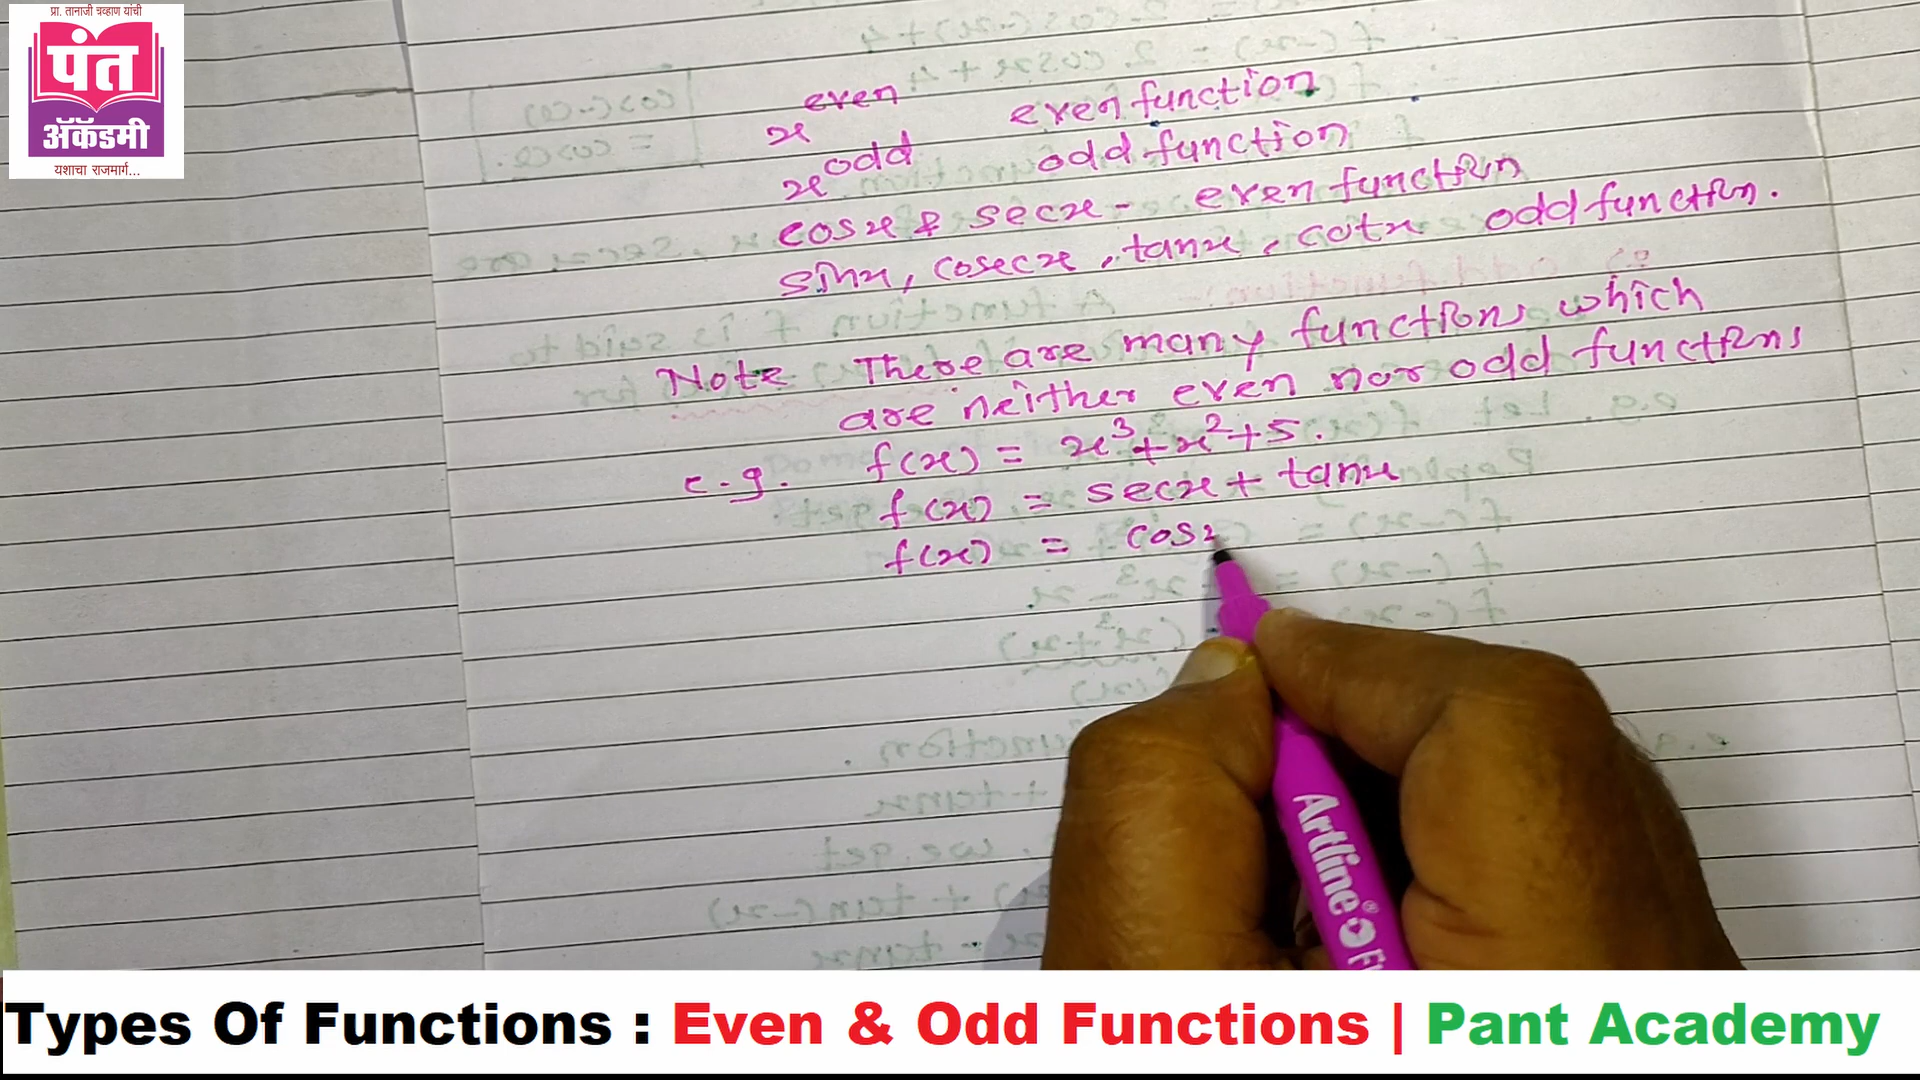 प्रा. तानाजी चव्हाण यांची
पंत
ॲकॅडमी
यशाचा राजमार्ग...
x^even even function
x^odd odd function
cosx & secx - even function
sinx, cosecx, tanx, cotx odd function.
Note There are many functions which
are neither even nor odd functions
e.g. f(x) = x³+x²+5.
f(x) = secx + tanx
f(x) = cosx
Artline
Types Of Functions : Even & Odd Functions | Pant Academy